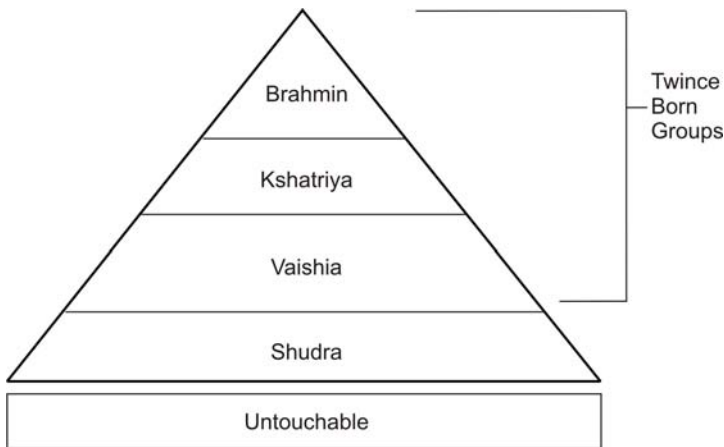 Brahmin
Twince
Born
Groups
Kshatriya
Vaishia
Shudra
Untouchable